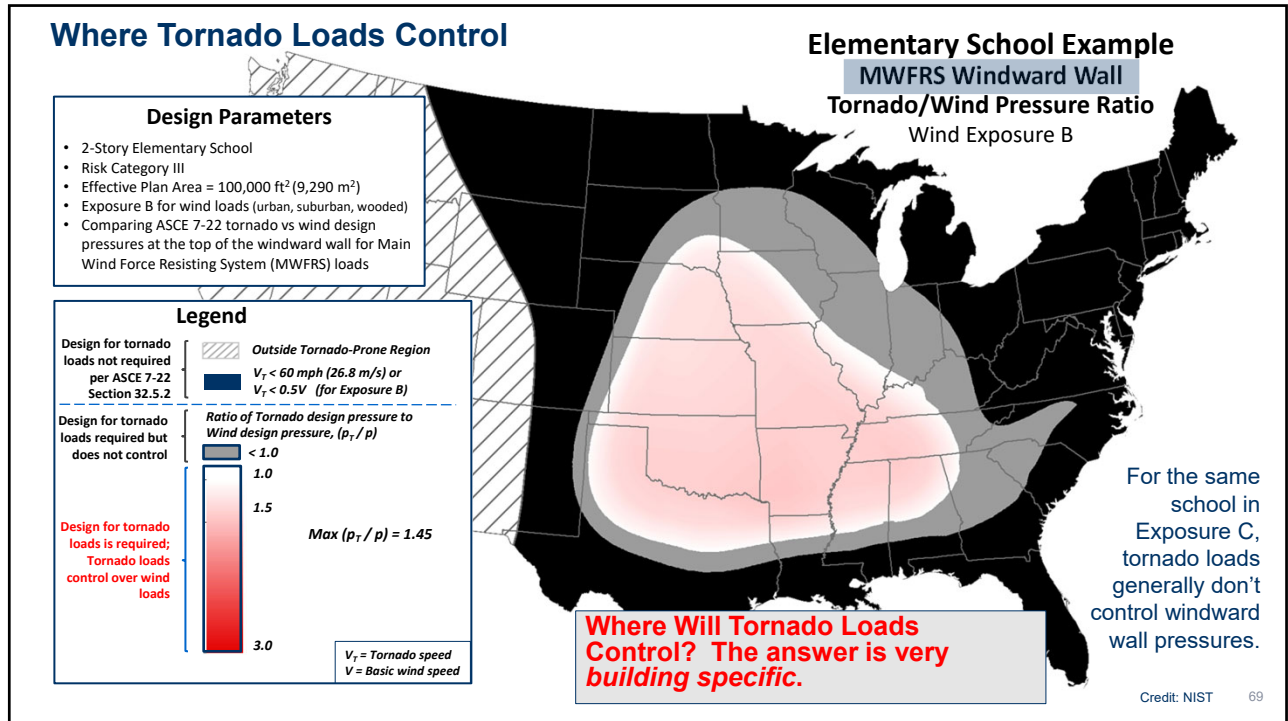 Where Tornado Loads Control
Elementary School Example
MWFRS Windward Wall
Tornado/Wind Pressure Ratio
Wind Exposure B
Design Parameters
• 2-Story Elementary School
• Risk Category III
• Effective Plan Area = 100,000 ft² (9,290 m²)
• Exposure B for wind loads (urban, suburban, wooded)
• Comparing ASCE 7-22 tornado vs wind design
pressures at the top of the windward wall for Main
Wind Force Resisting System (MWFRS) loads
Legend
Design for tornado
loads not required
per ASCE 7-22
Section 32.5.2
Outside Tornado-Prone Region
V_T < 60 mph (26.8 m/s) or
V_T < 0.5V (for Exposure B)
Design for tornado
loads required but
does not control
Ratio of Tornado design pressure to
Wind design pressure, (p_T / p)
< 1.0
1.0
1.5
3.0
Design for tornado
loads is required;
Tornado loads
control over wind
loads
Max (p_T / p) = 1.45
V_T = Tornado speed
V = Basic wind speed
For the same
school in
Exposure C,
tornado loads
generally don't
control windward
wall pressures.
Where Will Tornado Loads
Control? The answer is very
building specific.
Credit: NIST
69